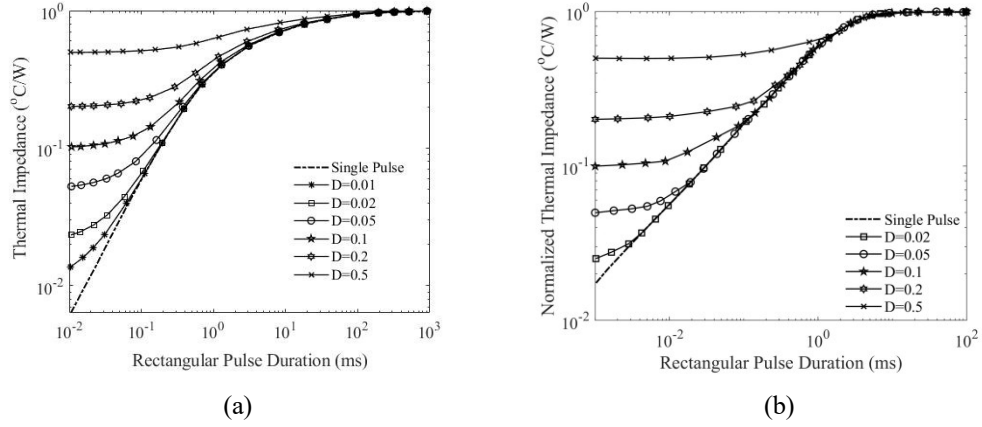 10^0
10^-1
10^-2
Thermal Impedance (°C/W)
Single Pulse
D=0.01
D=0.02
D=0.05
D=0.1
D=0.2
D=0.5
10^-2 10^-1 10^0 10^1 10^2 10^3
Rectangular Pulse Duration (ms)
(a)
10^0
10^-1
10^-2
Normalized Thermal Impedance (°C/W)
Single Pulse
D=0.02
D=0.05
D=0.1
D=0.2
D=0.5
10^-2 10^0 10^2
Rectangular Pulse Duration (ms)
(b)